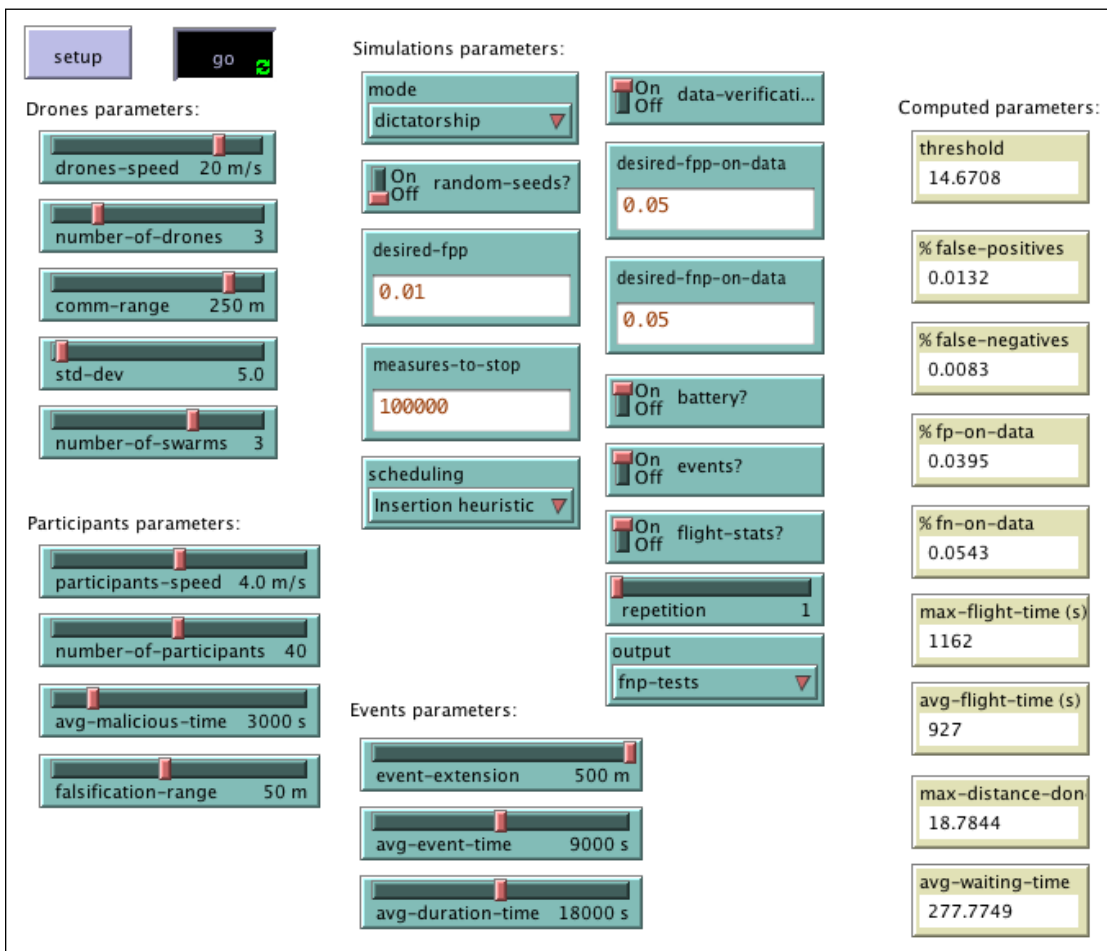 setup
go
Drones parameters:
drones-speed 20 m/s
number-of-drones 3
comm-range 250 m
std-dev 5.0
number-of-swarms 3
Participants parameters:
participants-speed 4.0 m/s
number-of-participants 40
avg-malicious-time 3000 s
falsification-range 50 m
Simulations parameters:
mode
dictatorship
On
Off
random-seeds?
desired-fpp
0.01
measures-to-stop
100000
scheduling
Insertion heuristic
On
Off
data-verificati...
desired-fpp-on-data
0.05
desired-fnp-on-data
0.05
On
Off
battery?
On
Off
events?
On
Off
flight-stats?
repetition 1
output
fnp-tests
Events parameters:
event-extension 500 m
avg-event-time 9000 s
avg-duration-time 18000 s
Computed parameters:
threshold
14.6708
% false-positives
0.0132
% false-negatives
0.0083
% fp-on-data
0.0395
% fn-on-data
0.0543
max-flight-time (s)
1162
avg-flight-time (s)
927
max-distance-don
18.7844
avg-waiting-time
277.7749